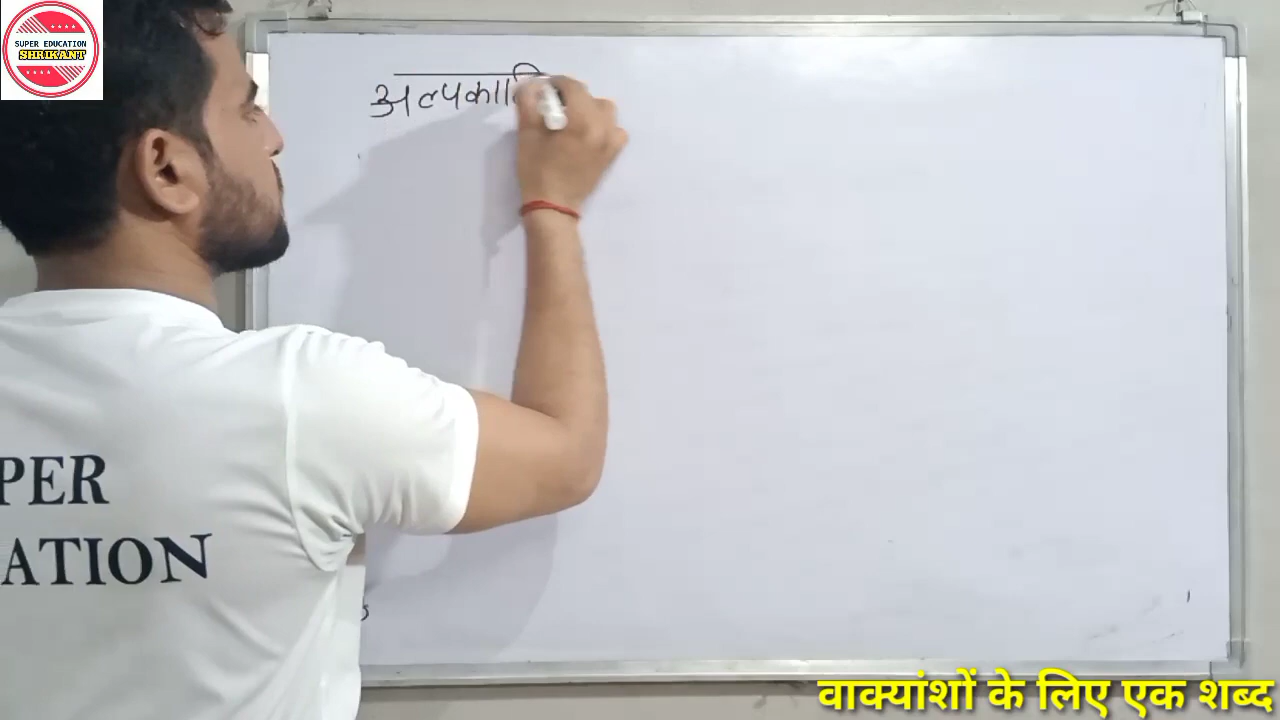 SUPER EDUCATION
SHRIKANT
अल्पकालि
PER
ATION
वाक्यांशों के लिए एक शब्द